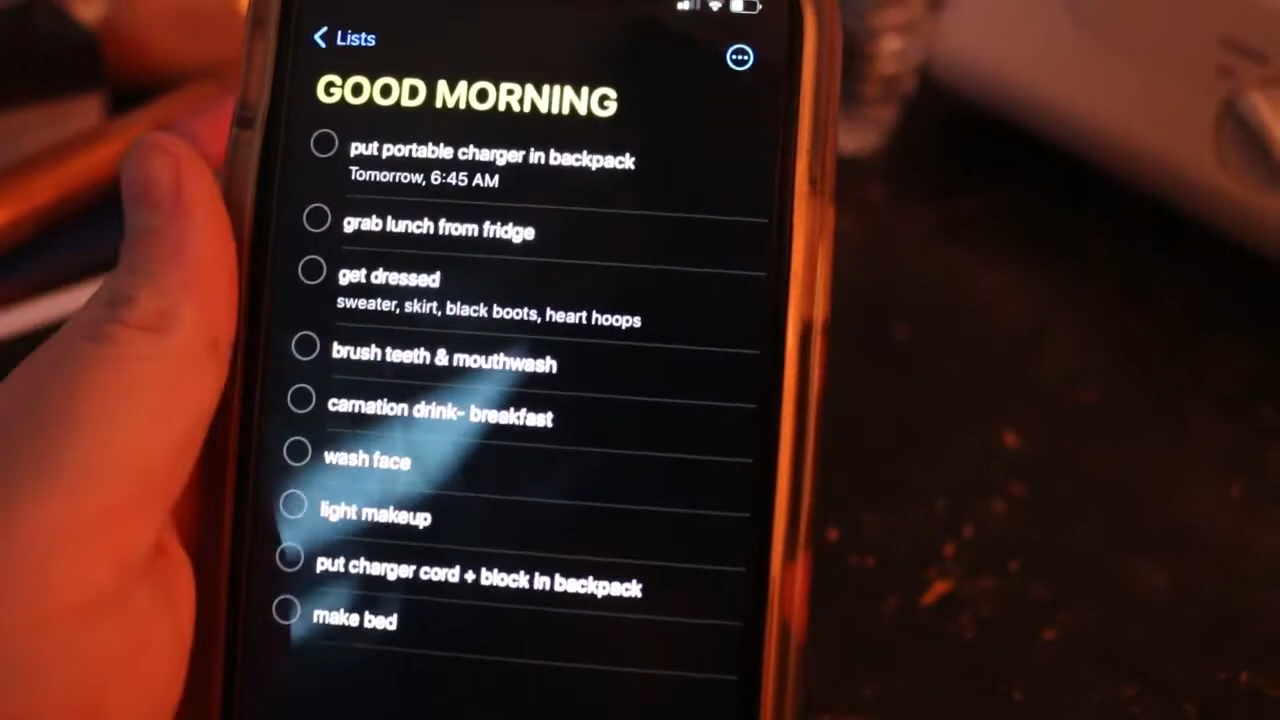 Lists
GOOD MORNING
put portable charger in backpack
Tomorrow, 6:45 AM
grab lunch from fridge
get dressed
sweater, skirt, black boots, heart hoops
brush teeth & mouthwash
carnation drink- breakfast
wash face
light makeup
put charger cord + block in backpack
make bed